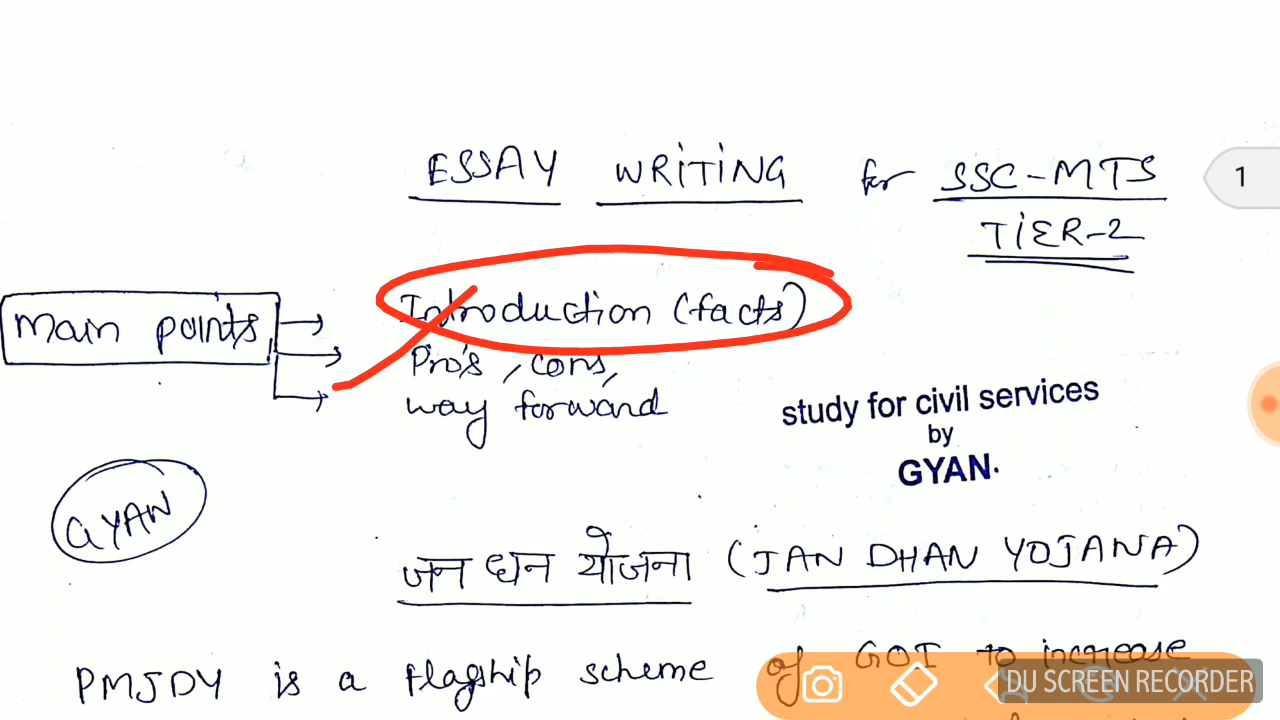 ESSAY WRITING for SSC-MTS
TIER-2
1
Main points
Introduction (facts)
Pro's, cons,
way forward
study for civil services
by
GYAN.
GYAN
जन धन योजना (JAN DHAN YOJANA)
PMJDY is a flagship scheme of GOI to increase
DU SCREEN RECORDER